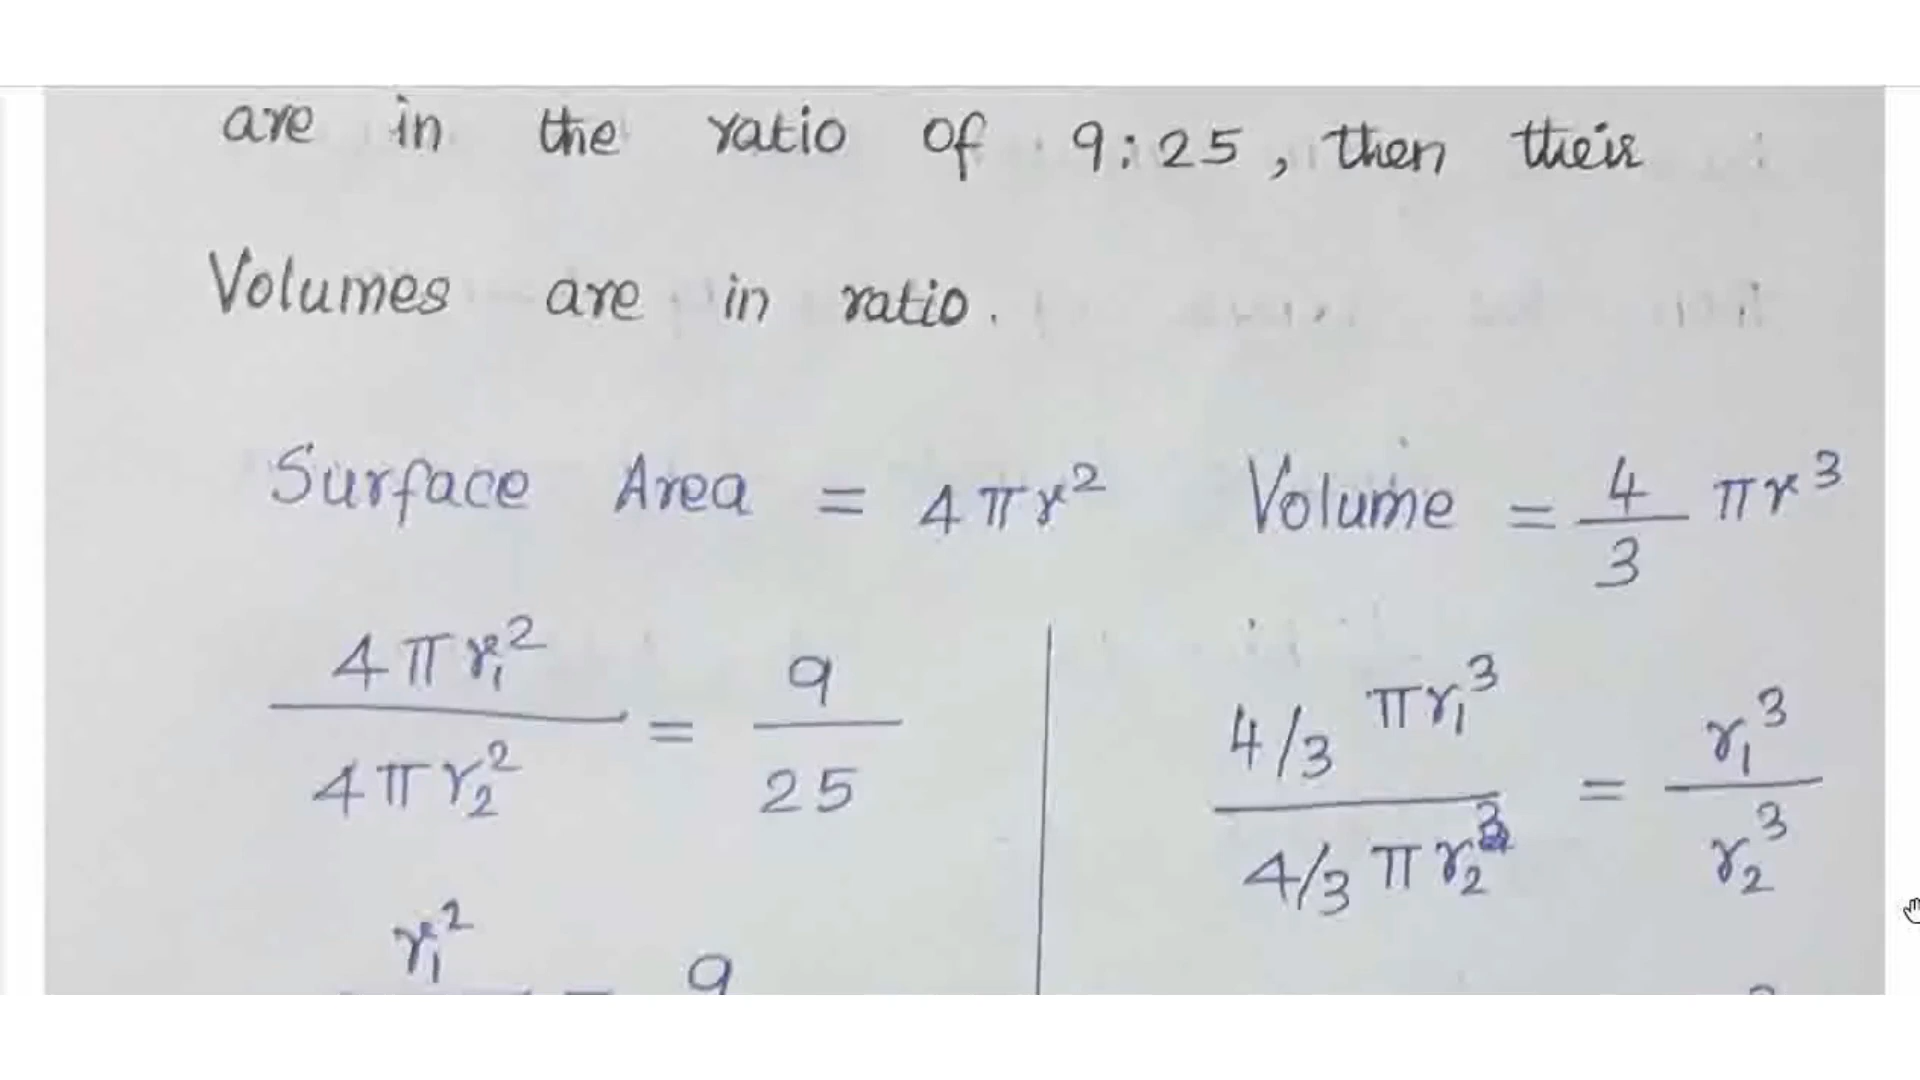 are in the ratio of 9:25, then their
Volumes are in ratio.
Surface Area = 4πr² Volume = 4/3 πr³
4πr₁² / 4πr₂² = 9/25
4/3 πr₁³ / 4/3 πr₂³ = r₁³ / r₂³
r₁² = 9